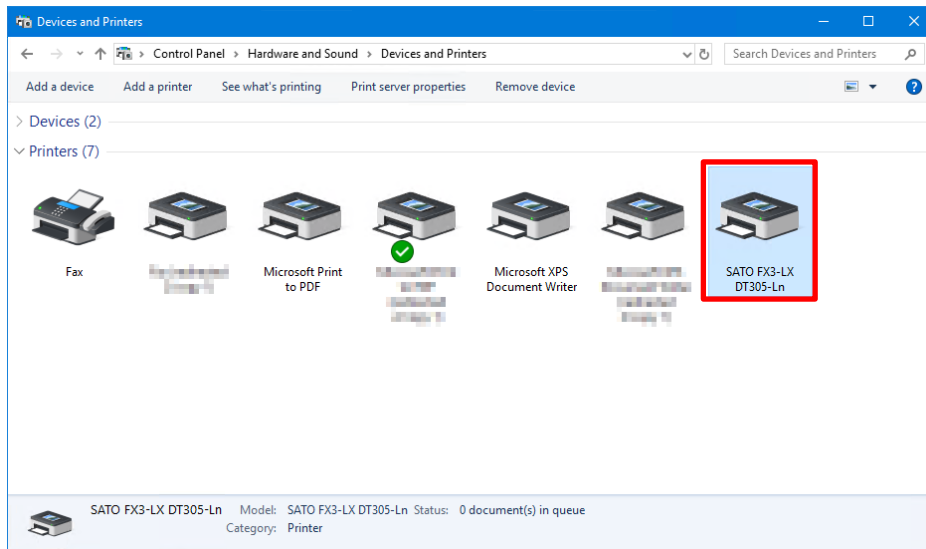 Devices and Printers
Control Panel > Hardware and Sound > Devices and Printers
Search Devices and Printers
Add a device Add a printer See what's printing Print server properties Remove device
?
Devices (2)
Printers (7)
Fax
Microsoft Print
to PDF
Microsoft XPS
Document Writer
SATO FX3-LX
DT305-Ln
SATO FX3-LX DT305-Ln Model: SATO FX3-LX DT305-Ln Status: 0 document(s) in queue
Category: Printer